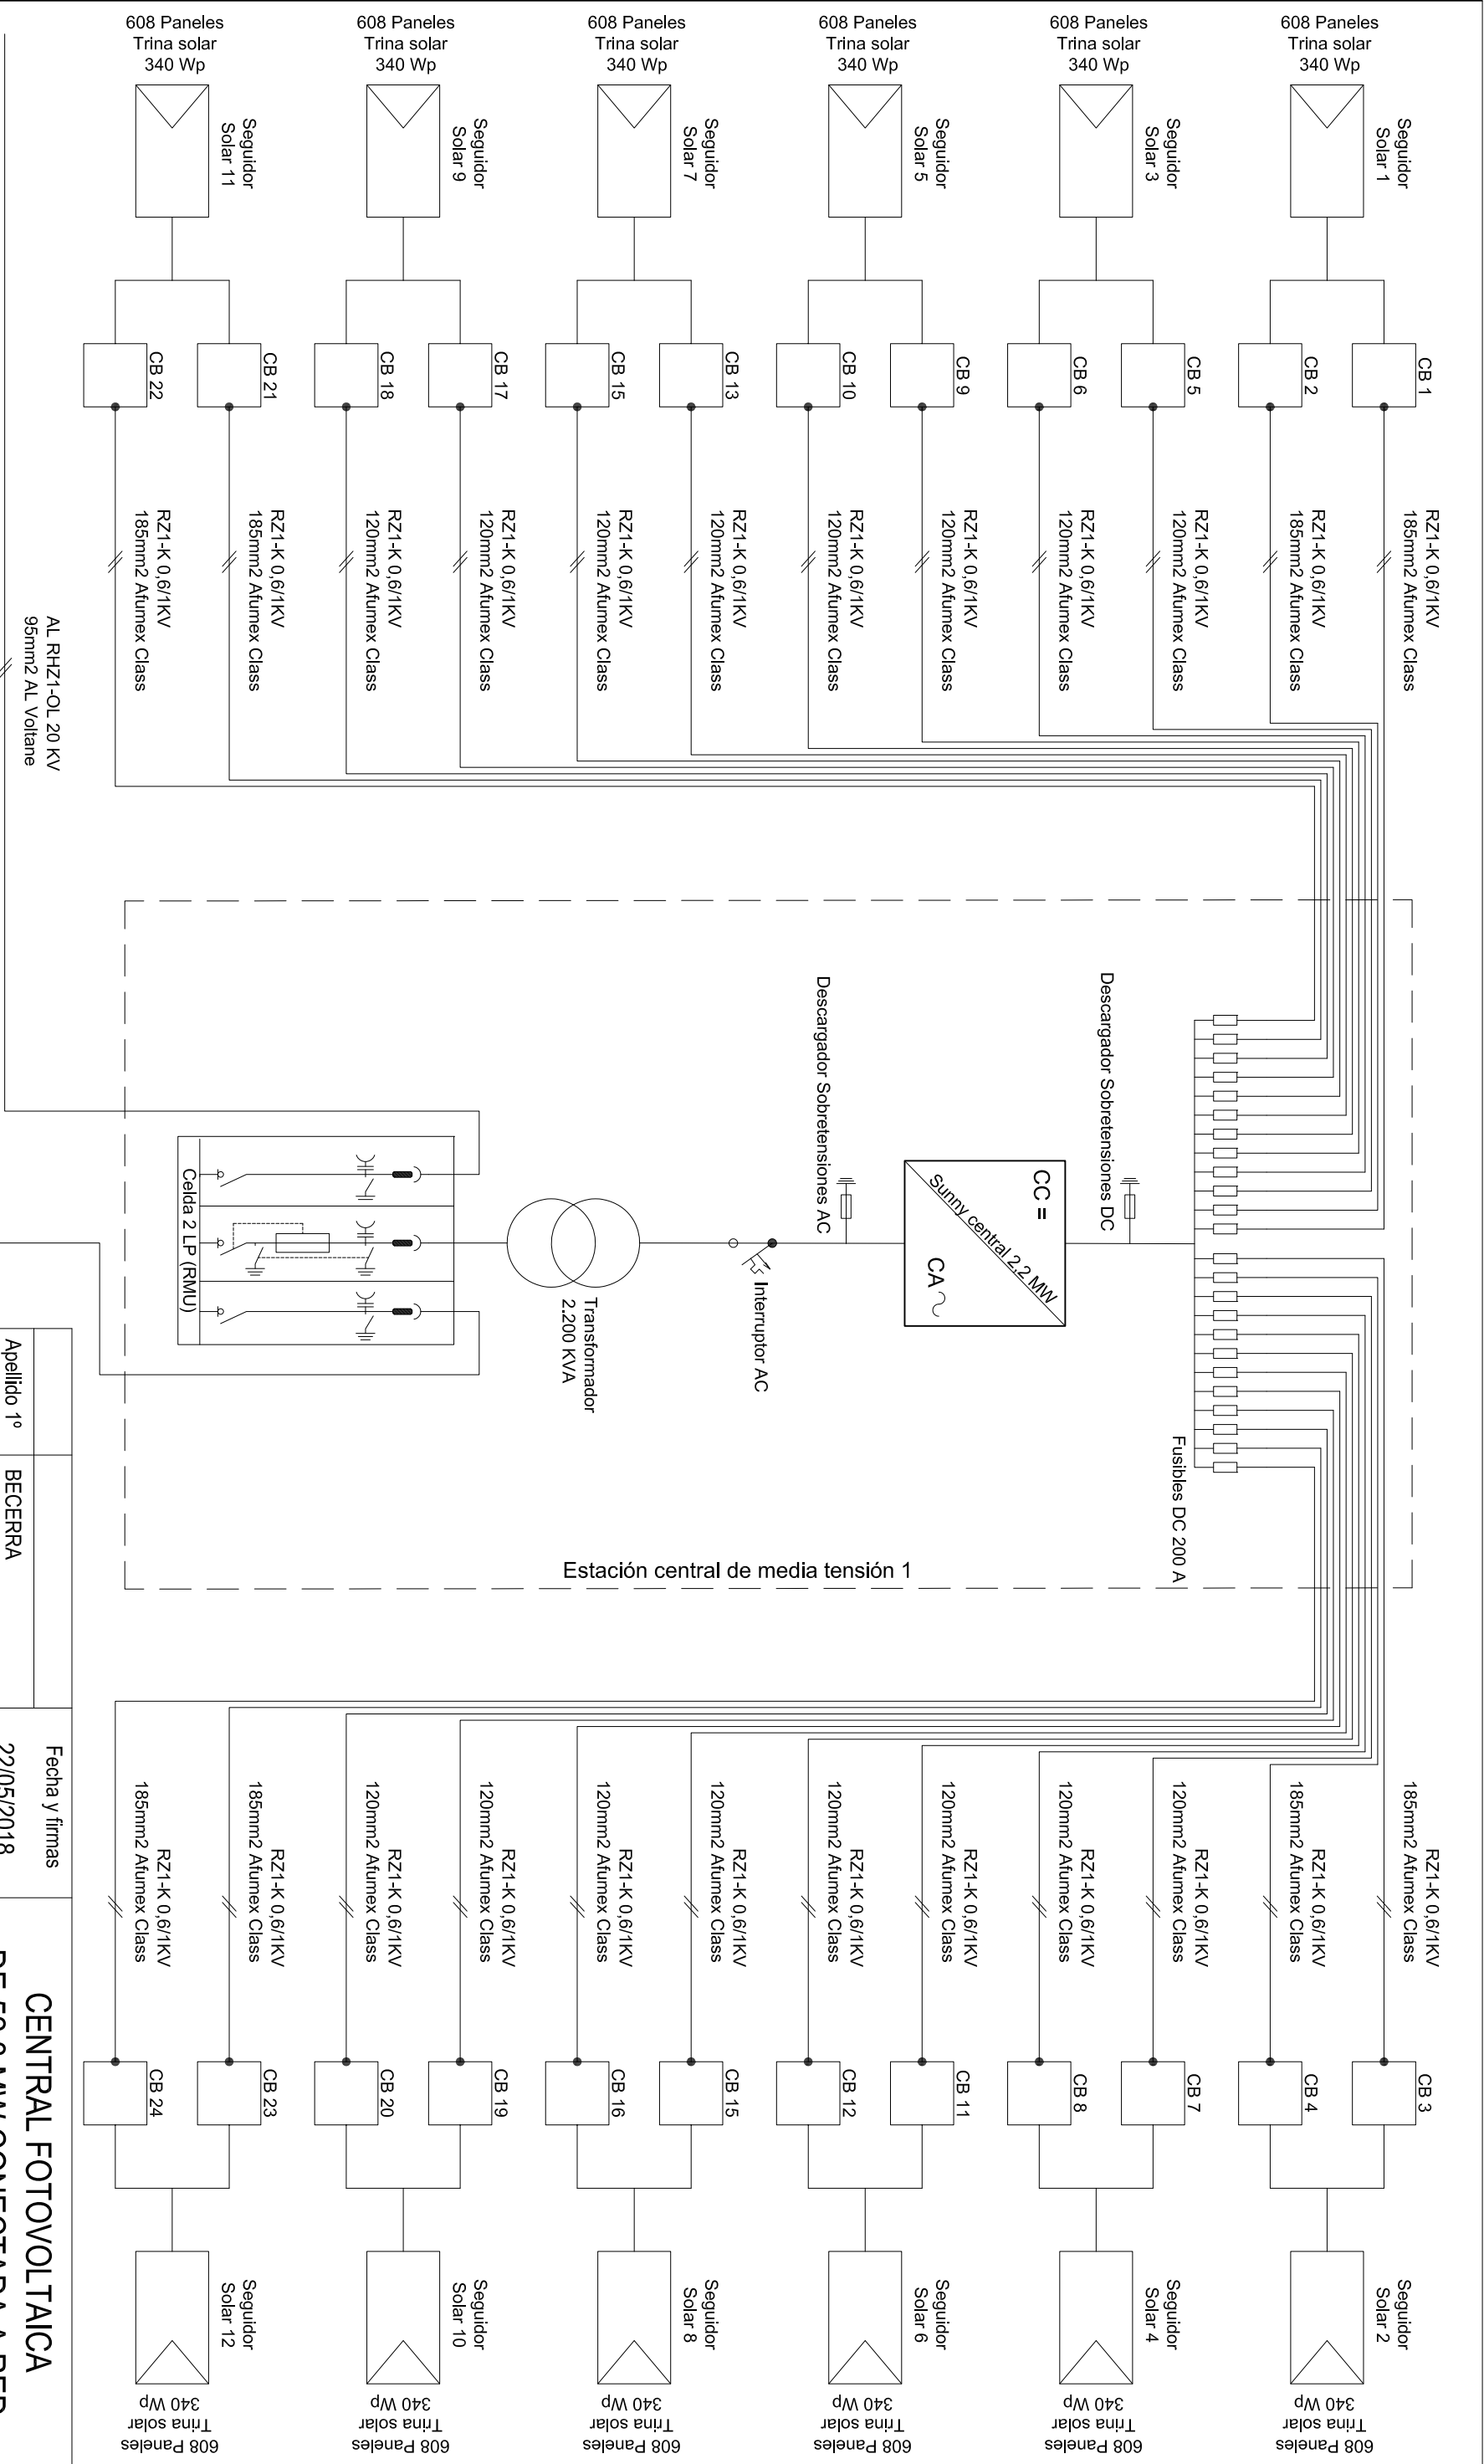 608 Paneles
Trina solar
340 Wp
608 Paneles
Trina solar
340 Wp
608 Paneles
Trina solar
340 Wp
608 Paneles
Trina solar
340 Wp
608 Paneles
Trina solar
340 Wp
608 Paneles
Trina solar
340 Wp
Seguidor
Solar 11
Seguidor
Solar 9
Seguidor
Solar 7
Seguidor
Solar 5
Seguidor
Solar 3
Seguidor
Solar 1
CB 22
CB 21
CB 18
CB 17
CB 15
CB 13
CB 10
CB 9
CB 6
CB 5
CB 2
CB 1
RZ1-K 0,6/1KV
185mm2 Afumex Class
RZ1-K 0,6/1KV
185mm2 Afumex Class
RZ1-K 0,6/1KV
120mm2 Afumex Class
RZ1-K 0,6/1KV
120mm2 Afumex Class
RZ1-K 0,6/1KV
120mm2 Afumex Class
RZ1-K 0,6/1KV
120mm2 Afumex Class
RZ1-K 0,6/1KV
120mm2 Afumex Class
RZ1-K 0,6/1KV
120mm2 Afumex Class
RZ1-K 0,6/1KV
120mm2 Afumex Class
RZ1-K 0,6/1KV
120mm2 Afumex Class
RZ1-K 0,6/1KV
185mm2 Afumex Class
RZ1-K 0,6/1KV
185mm2 Afumex Class
AL RHZ1-OL 20 KV
95mm2 AL Voltane
Descargador Sobretensiones DC
Descargador Sobretensiones AC
CC =
Sunny central 2,2 MW
CA
Fusibles DC 200 A
Interruptor AC
Transformador
2.200 KVA
Celda 2 LP (RMU)
Estación central de media tensión 1
RZ1-K 0,6/1KV
185mm2 Afumex Class
RZ1-K 0,6/1KV
185mm2 Afumex Class
RZ1-K 0,6/1KV
120mm2 Afumex Class
RZ1-K 0,6/1KV
120mm2 Afumex Class
RZ1-K 0,6/1KV
120mm2 Afumex Class
RZ1-K 0,6/1KV
120mm2 Afumex Class
RZ1-K 0,6/1KV
120mm2 Afumex Class
RZ1-K 0,6/1KV
120mm2 Afumex Class
RZ1-K 0,6/1KV
120mm2 Afumex Class
RZ1-K 0,6/1KV
120mm2 Afumex Class
RZ1-K 0,6/1KV
185mm2 Afumex Class
RZ1-K 0,6/1KV
185mm2 Afumex Class
CB 24
CB 23
CB 20
CB 19
CB 16
CB 15
CB 12
CB 11
CB 8
CB 7
CB 4
CB 3
Seguidor
Solar 12
Seguidor
Solar 10
Seguidor
Solar 8
Seguidor
Solar 6
Seguidor
Solar 4
Seguidor
Solar 2
608 Paneles
Trina solar
340 Wp
608 Paneles
Trina solar
340 Wp
608 Paneles
Trina solar
340 Wp
608 Paneles
Trina solar
340 Wp
608 Paneles
Trina solar
340 Wp
608 Paneles
Trina solar
340 Wp
Fecha y firmas
Apellido 1º
BECERRA
22/05/2018
CENTRAL FOTOVOLTAICA
CONECTADA A RED